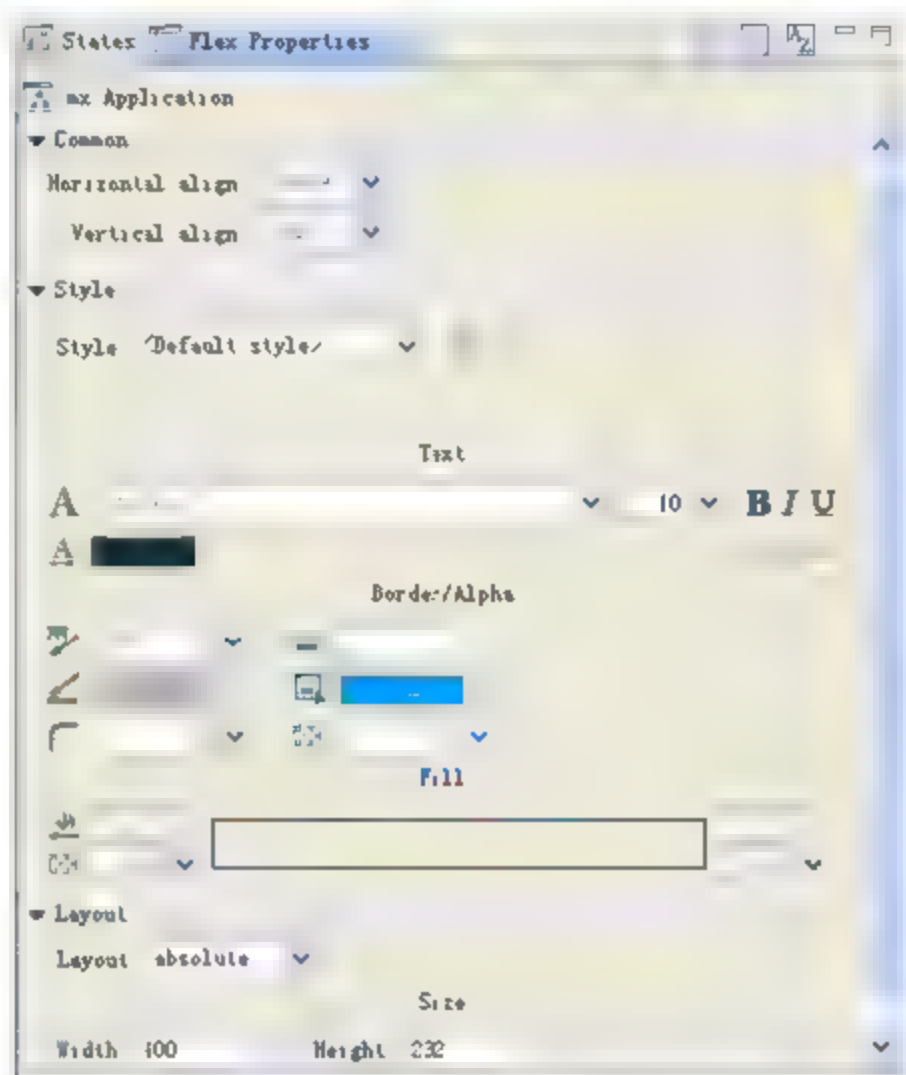 States Flex Properties
mx Application
Common
Horizontal align
Vertical align
Style
Style <Default style>
Text
A 10 B I U
A
Border/Alpha
Fill
Layout
Layout absolute
Size
Width 400 Height 232